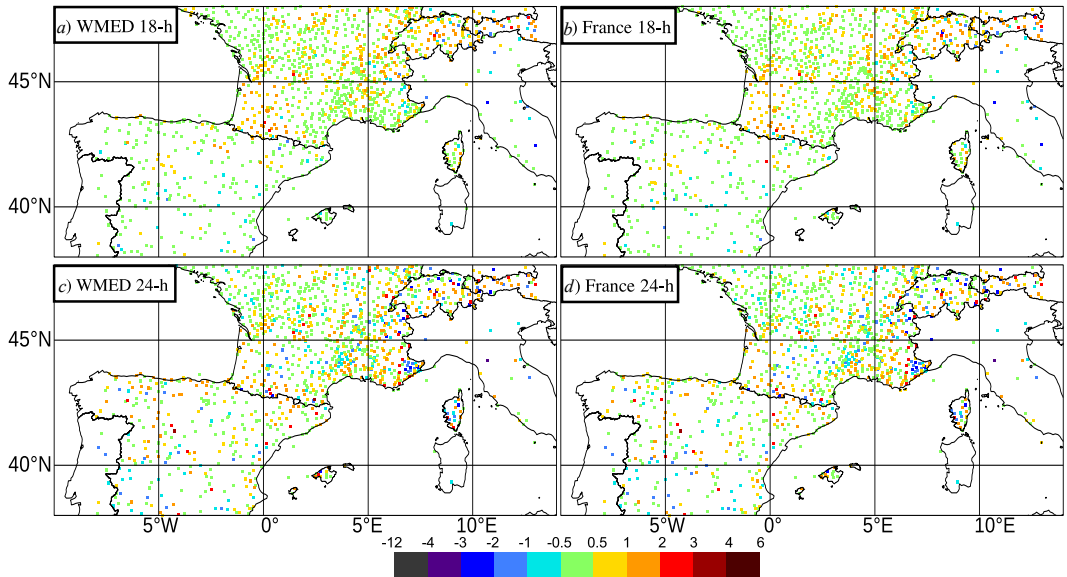 a) WMED 18-h
b) France 18-h
45°N
40°N
c) WMED 24-h
d) France 24-h
45°N
40°N
5°W 0° 5°E 10°E 5°W 0° 5°E 10°E
-12 -4 -3 -2 -1 -0.5 0.5 1 2 3 4 6